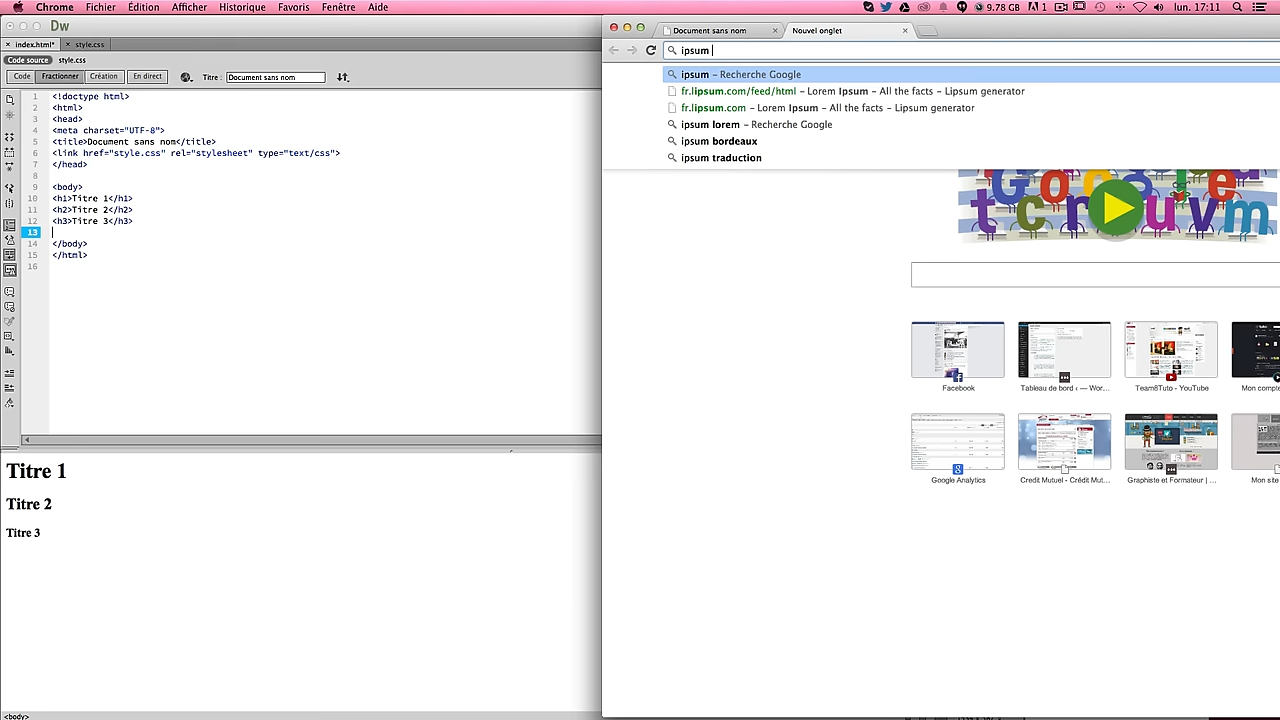 Chrome Fichier Édition Afficher Historique Favoris Fenêtre Aide 9.78 GB 1 lun. 17:11
Dw
index.html* style.css
Code source style.css
Code Fractionner Création En direct Titre : Document sans nom
1 <!doctype html>
2 <html>
3 <head>
4 <meta charset="UTF-8">
5 <title>Document sans nom</title>
6 <link href="style.css" rel="stylesheet" type="text/css">
7 </head>
8
9 <body>
10 <h1>Titre 1</h1>
11 <h2>Titre 2</h2>
12 <h3>Titre 3</h3>
13
14 </body>
15 </html>
16
Titre 1
Titre 2
Titre 3
<body>
Document sans nom Nouvel onglet
ipsum
ipsum – Recherche Google
fr.lipsum.com/feed/html – Lorem Ipsum – All the facts – Lipsum generator
fr.lipsum.com – Lorem Ipsum – All the facts – Lipsum generator
ipsum lorem – Recherche Google
ipsum bordeaux
ipsum traduction
Google
tcrnuvm
Facebook Tableau de bord ‹ — Wor... Team8Tuto - YouTube Mon compte
Google Analytics Credit Mutuel - Crédit Mut... Graphiste et Formateur | ... Mon site